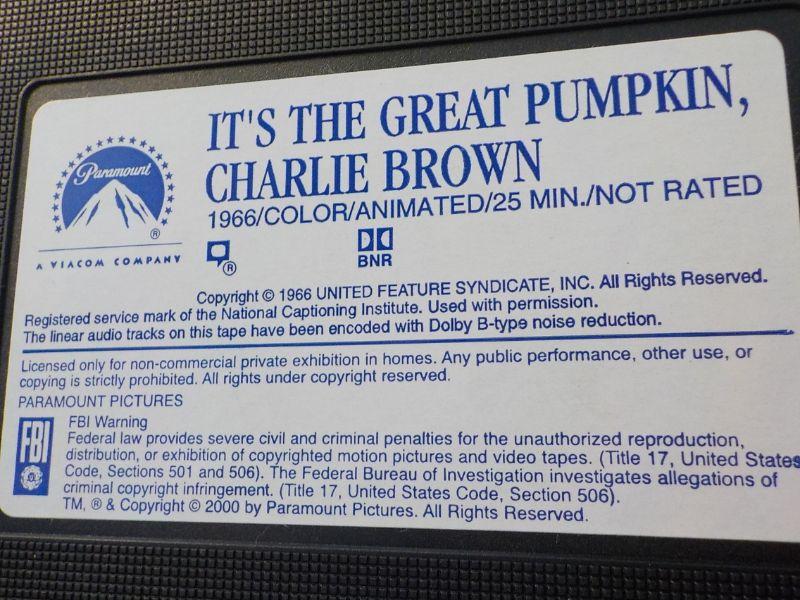 Paramount
®
A VIACOM COMPANY
IT'S THE GREAT PUMPKIN,
CHARLIE BROWN
1966/COLOR/ANIMATED/25 MIN./NOT RATED
®
BNR
Copyright © 1966 UNITED FEATURE SYNDICATE, INC. All Rights Reserved.
Registered service mark of the National Captioning Institute. Used with permission.
The linear audio tracks on this tape have been encoded with Dolby B-type noise reduction.
Licensed only for non-commercial private exhibition in homes. Any public performance, other use, or
copying is strictly prohibited. All rights under copyright reserved.
PARAMOUNT PICTURES
FBI
FBI Warning
Federal law provides severe civil and criminal penalties for the unauthorized reproduction,
distribution, or exhibition of copyrighted motion pictures and video tapes. (Title 17, United States
Code, Sections 501 and 506). The Federal Bureau of Investigation investigates allegations of
criminal copyright infringement. (Title 17, United States Code, Section 506).
TM, ® & Copyright © 2000 by Paramount Pictures. All Rights Reserved.